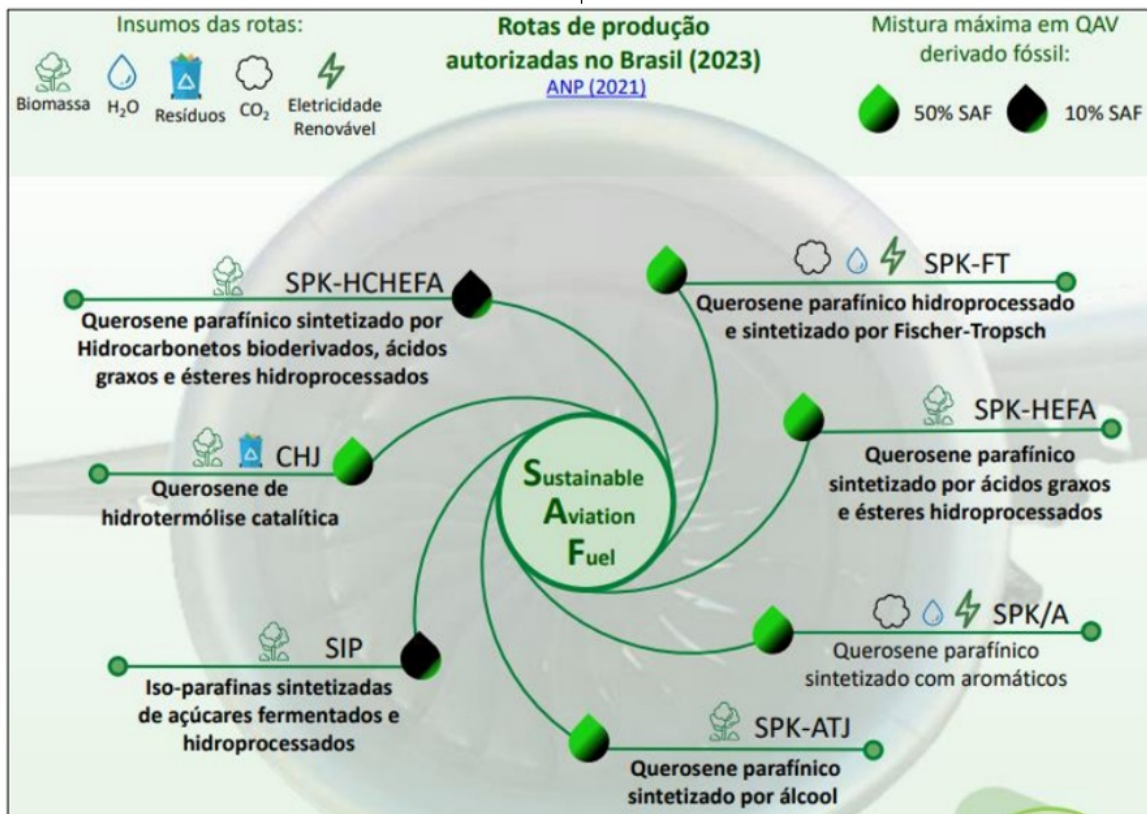 Insumos das rotas:
Biomassa
H₂O
Resíduos
CO₂
Eletricidade
Renovável
Rotas de produção
autorizadas no Brasil (2023)
ANP (2021)
Mistura máxima em QAV
derivado fóssil:
50% SAF
10% SAF
SPK-HCHEFA
Querosene parafínico sintetizado por
Hidrocarbonetos bioderivados, ácidos
graxos e ésteres hidroprocessados
SPK-FT
Querosene parafínico hidroprocessado
e sintetizado por Fischer-Tropsch
CHJ
Querosene de
hidrotermólise catalítica
SPK-HEFA
Querosene parafínico
sintetizado por ácidos graxos
e ésteres hidroprocessados
Sustainable
Aviation
Fuel
SIP
Iso-parafinas sintetizadas
de açúcares fermentados e
hidroprocessados
SPK/A
Querosene parafínico
sintetizado com aromáticos
SPK-ATJ
Querosene parafínico
sintetizado por álcool